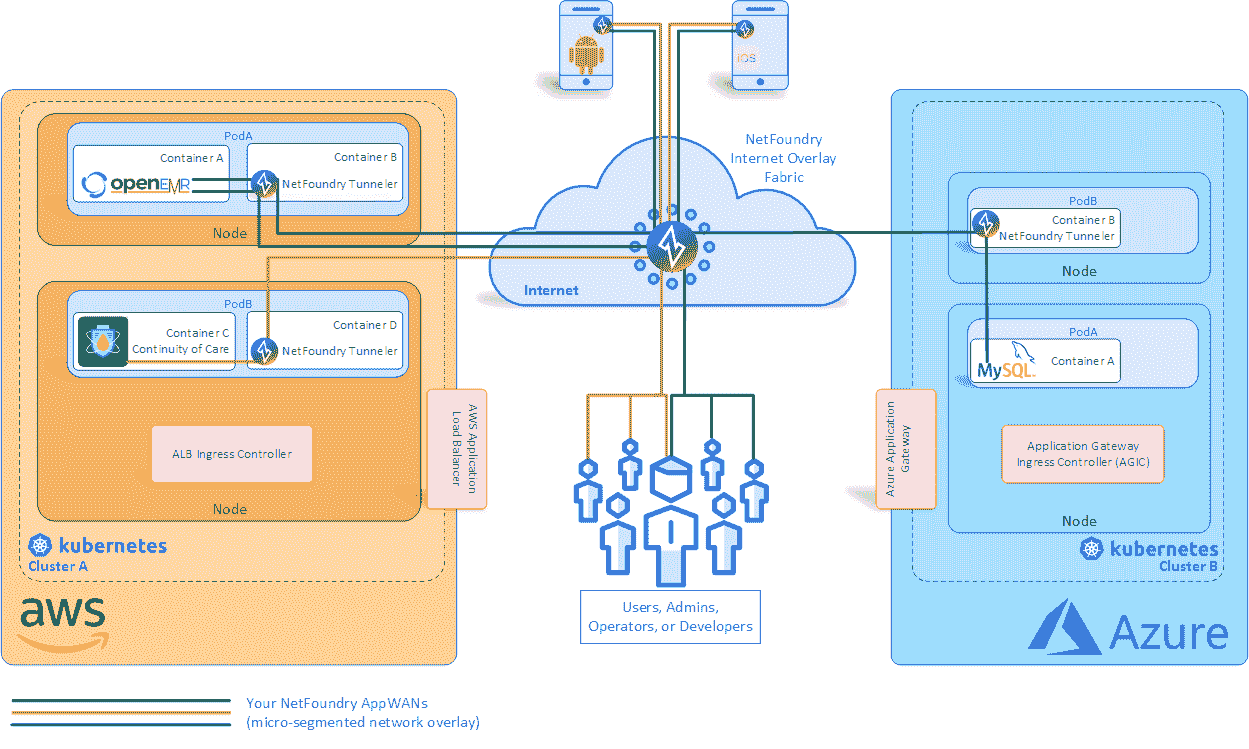 iOS
NetFoundry
Internet Overlay
Fabric
Internet
PodA
Container A
openEMR
Container B
NetFoundry Tunneler
Node
PodB
Container C
Continuity of Care
Container D
NetFoundry Tunneler
ALB Ingress Controller
Node
AWS Application
Load Balancer
kubernetes
Cluster A
aws
Users, Admins,
Operators, or Developers
PodB
Container B
NetFoundry Tunneler
Node
PodA
MySQL
Container A
Azure Application
Gateway
Application Gateway
Ingress Controller (AGIC)
Node
kubernetes
Cluster B
Azure
Your NetFoundry AppWANs
(micro-segmented network overlay)